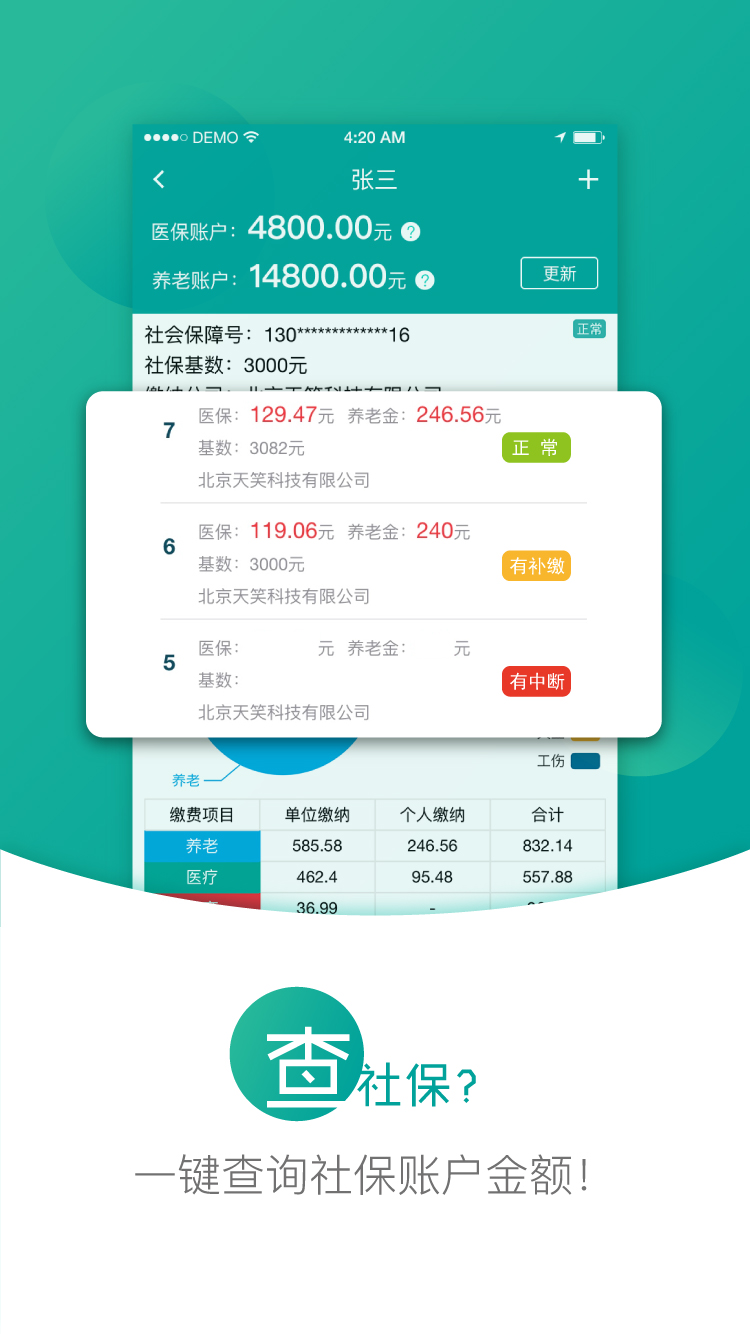 DEMO 4:20 AM
张三
医保账户：4800.00元 ?
养老账户：14800.00元 ?
更新
社会保障号：130*************16
正常
社保基数：3000元
7
医保：129.47元 养老金：246.56元
基数：3082元
正 常
北京天笑科技有限公司
6
医保：119.06元 养老金：240元
基数：3000元
有补缴
北京天笑科技有限公司
5
医保： 元 养老金： 元
基数：
有中断
北京天笑科技有限公司
工伤
养老
缴费项目 单位缴纳 个人缴纳 合计
养老 585.58 246.56 832.14
医疗 462.4 95.48 557.88
36.99 -
查社保?
一键查询社保账户金额!